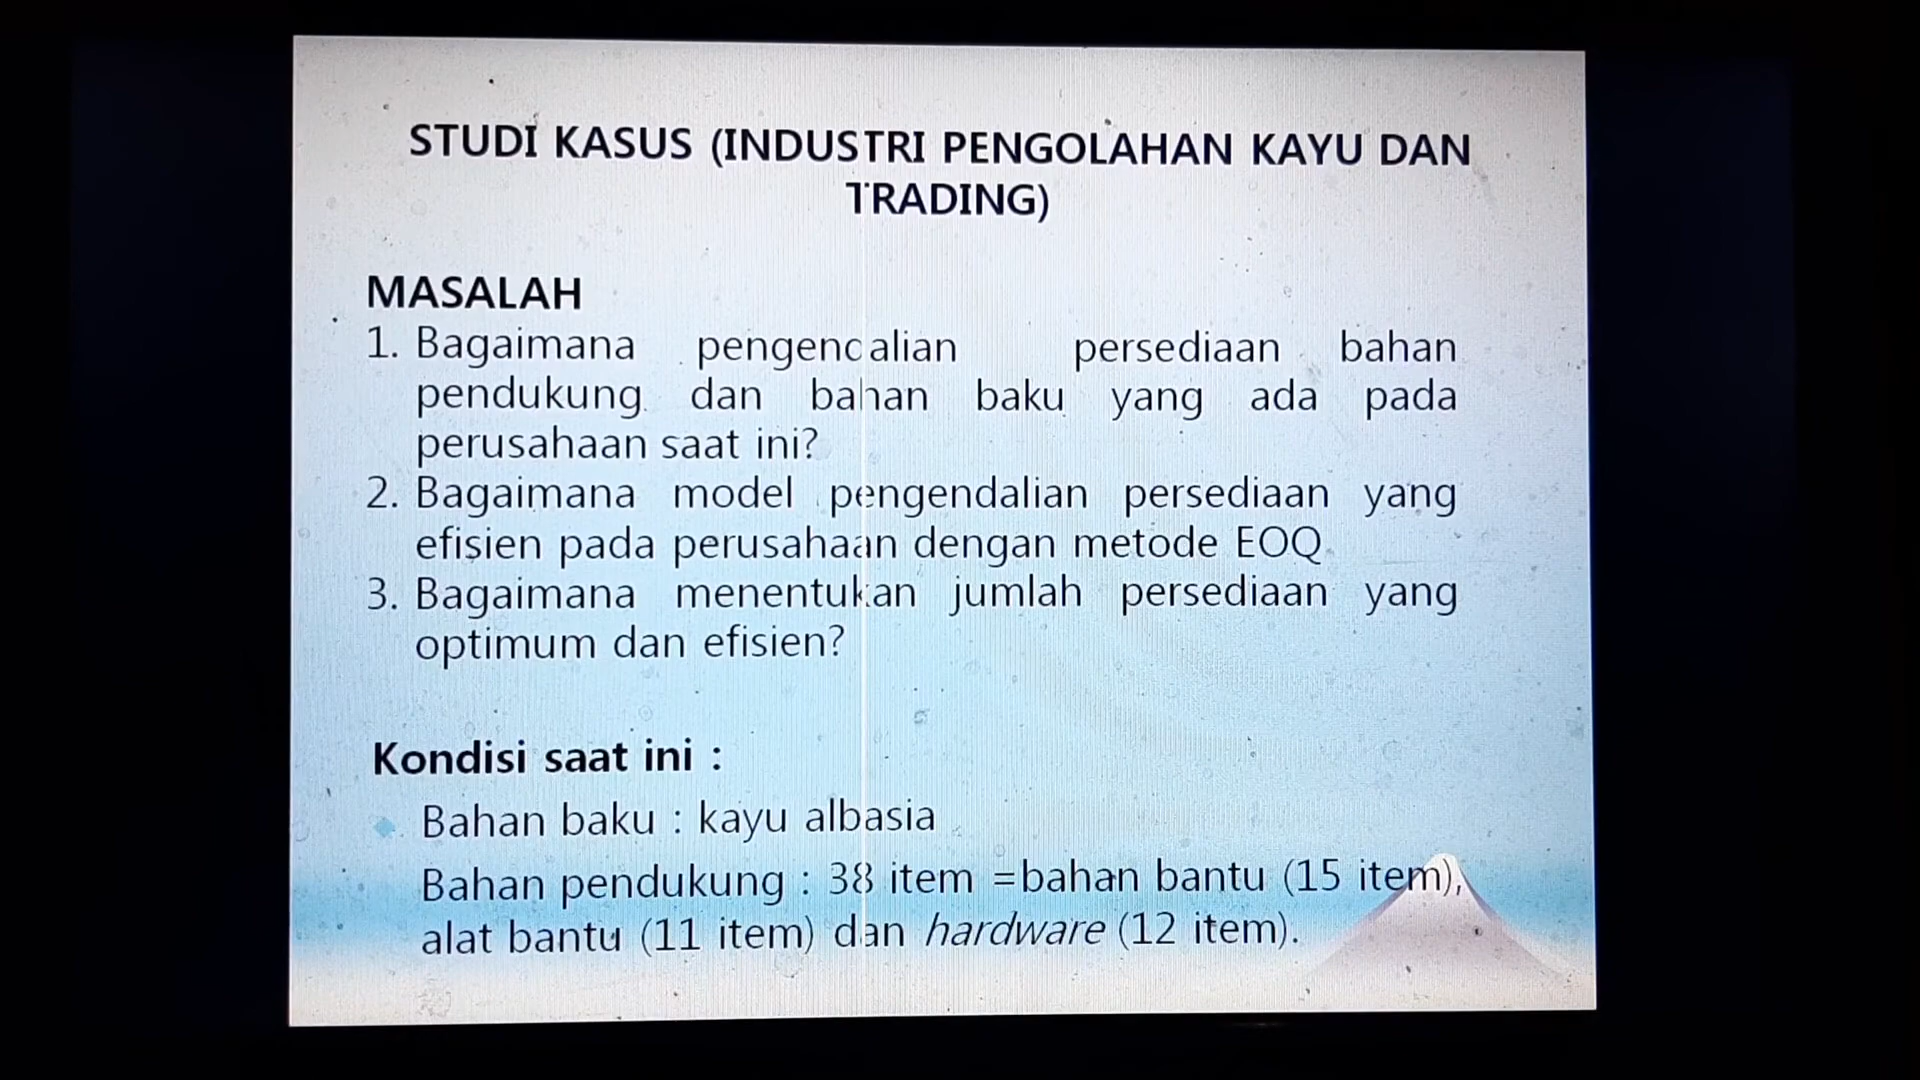 STUDI KASUS (INDUSTRI PENGOLAHAN KAYU DAN
TRADING)
MASALAH
1. Bagaimana pengendalian persediaan bahan
pendukung dan bahan baku yang ada pada
perusahaan saat ini?
2. Bagaimana model pengendalian persediaan yang
efisien pada perusahaan dengan metode EOQ
3. Bagaimana menentukan jumlah persediaan yang
optimum dan efisien?
Kondisi saat ini :
Bahan baku : kayu albasia
Bahan pendukung : 38 item =bahan bantu (15 item),
alat bantu (11 item) dan hardware (12 item).